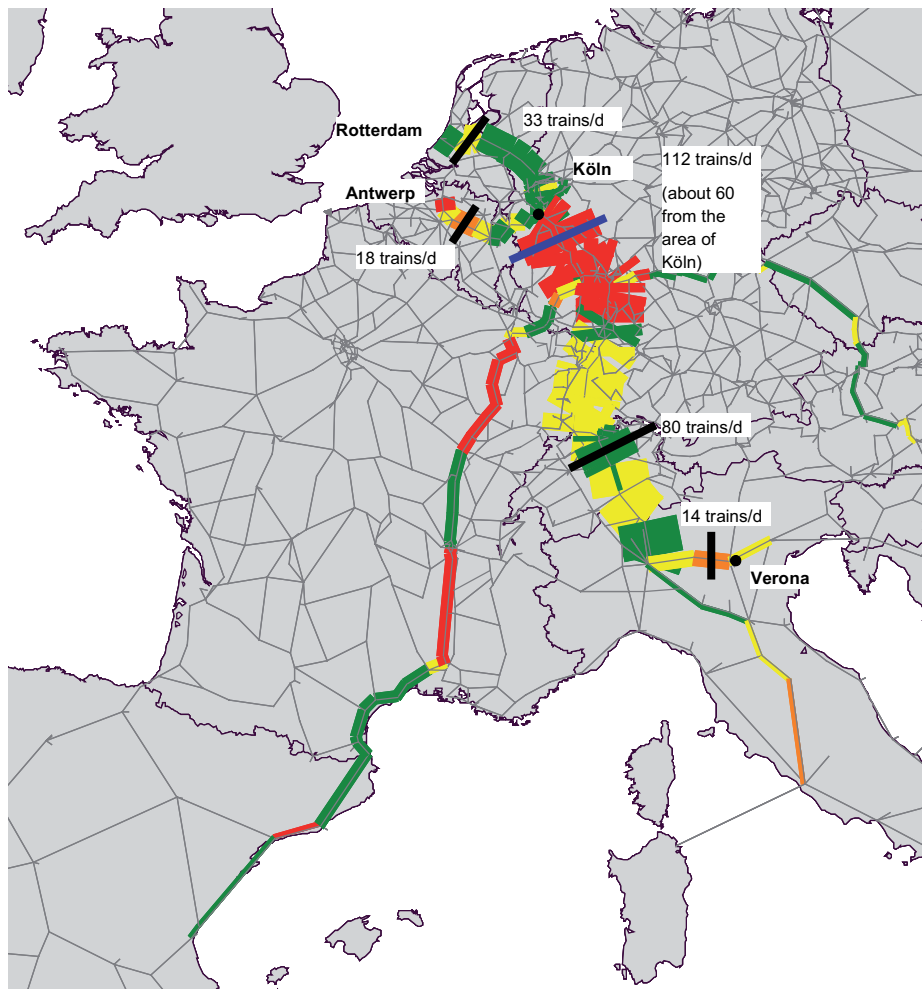 33 trains/d
Rotterdam
Köln
112 trains/d
(about 60
from the
area of
Köln)
Antwerp
18 trains/d
80 trains/d
14 trains/d
Verona